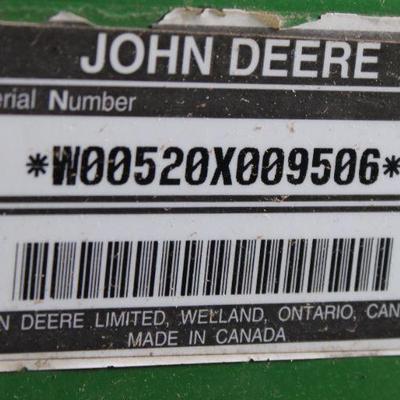 JOHN DEERE
erial Number
*W00520X009506*
N DEERE LIMITED, WELLAND, ONTARIO, CAN
MADE IN CANADA